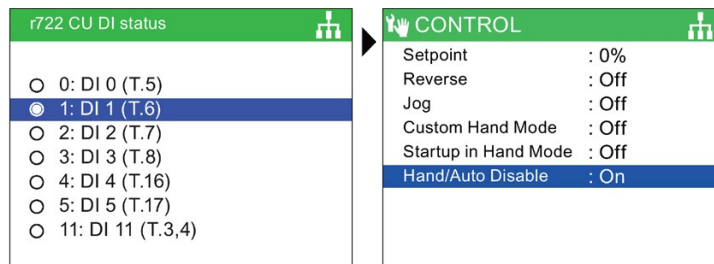 r722 CU DI status
0: DI 0 (T.5)
1: DI 1 (T.6)
2: DI 2 (T.7)
3: DI 3 (T.8)
4: DI 4 (T.16)
5: DI 5 (T.17)
11: DI 11 (T.3,4)
CONTROL
Setpoint : 0%
Reverse : Off
Jog : Off
Custom Hand Mode : Off
Startup in Hand Mode : Off
Hand/Auto Disable : On